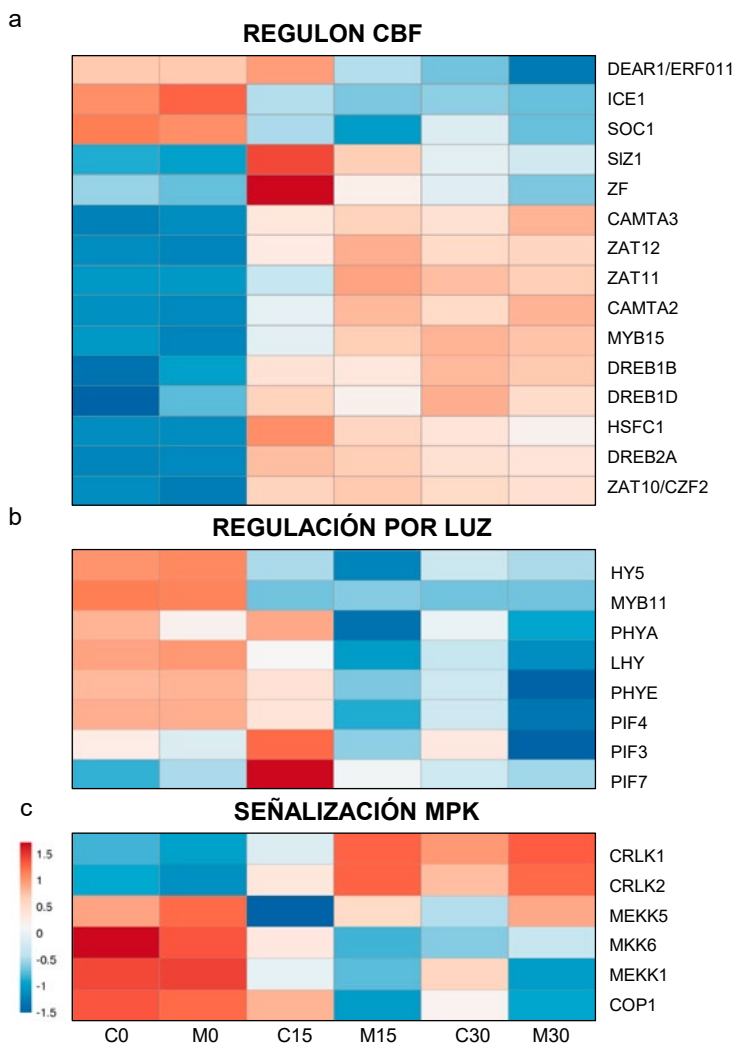 a
REGULON CBF
DEAR1/ERF011
ICE1
SOC1
SIZ1
ZF
CAMTA3
ZAT12
ZAT11
CAMTA2
MYB15
DREB1B
DREB1D
HSFC1
DREB2A
ZAT10/CZF2
b
REGULACIÓN POR LUZ
HY5
MYB11
PHYA
LHY
PHYE
PIF4
PIF3
PIF7
c
SEÑALIZACIÓN MPK
1.5
1
0.5
0
-0.5
-1
-1.5
CRLK1
CRLK2
MEKK5
MKK6
MEKK1
COP1
C0 M0 C15 M15 C30 M30